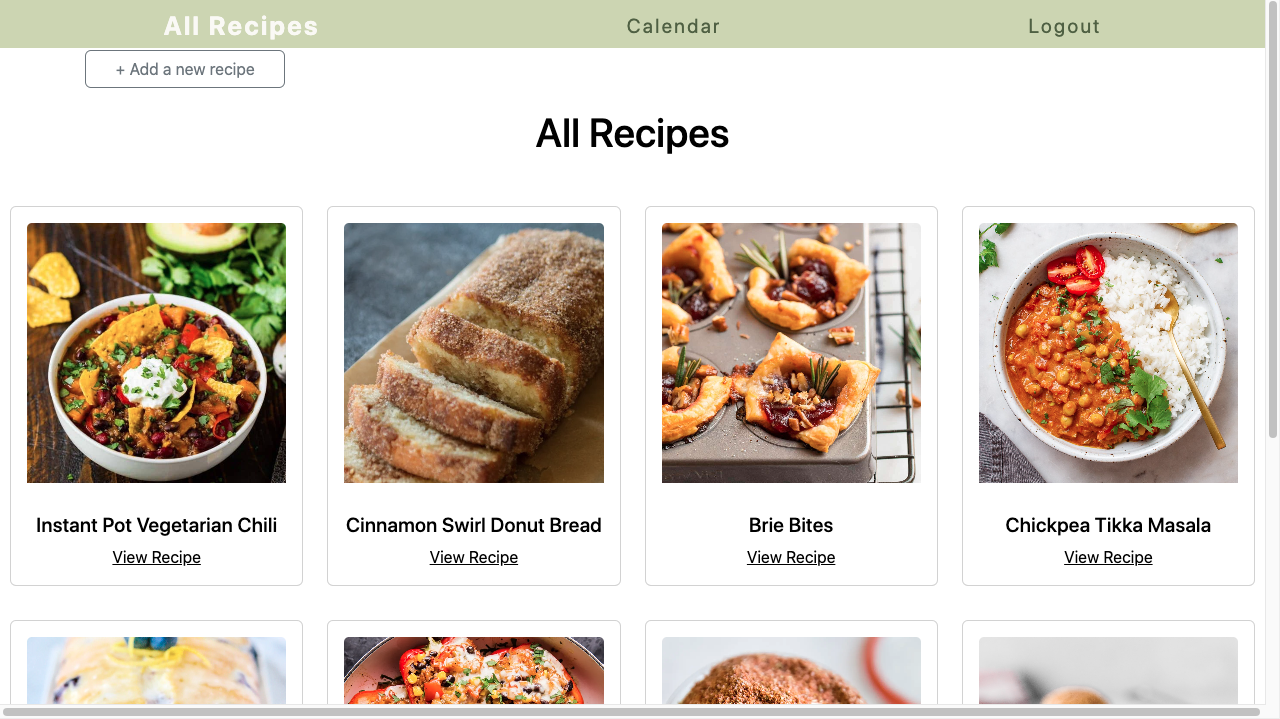 All Recipes
Calendar
Logout
+ Add a new recipe
All Recipes
Instant Pot Vegetarian Chili
Cinnamon Swirl Donut Bread
Brie Bites
Chickpea Tikka Masala
View Recipe
View Recipe
View Recipe
View Recipe